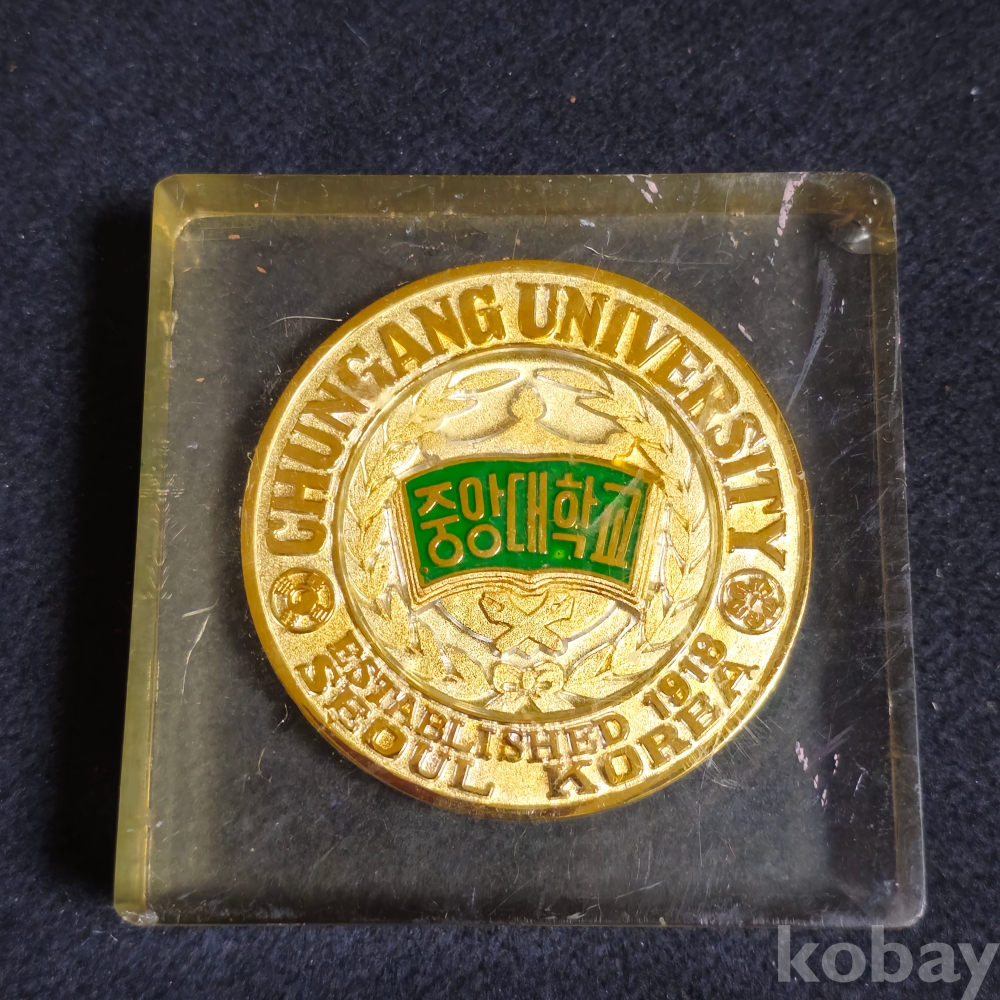 CHUNGANG UNIVERSITY
중앙대학교
ESTABLISHED 1918
SEOUL KOREA
kobay